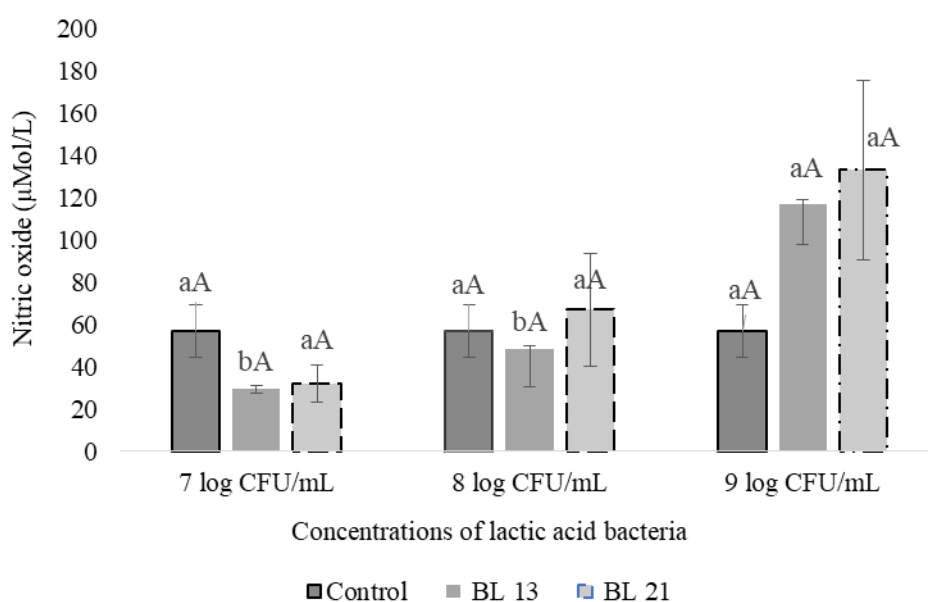 200
180
160
140
120
100
80
60
40
20
0
Nitric oxide (µMol/L)
aA
bA
aA
aA
bA
aA
aA
aA
aA
7 log CFU/mL
8 log CFU/mL
9 log CFU/mL
Concentrations of lactic acid bacteria
Control
BL 13
BL 21